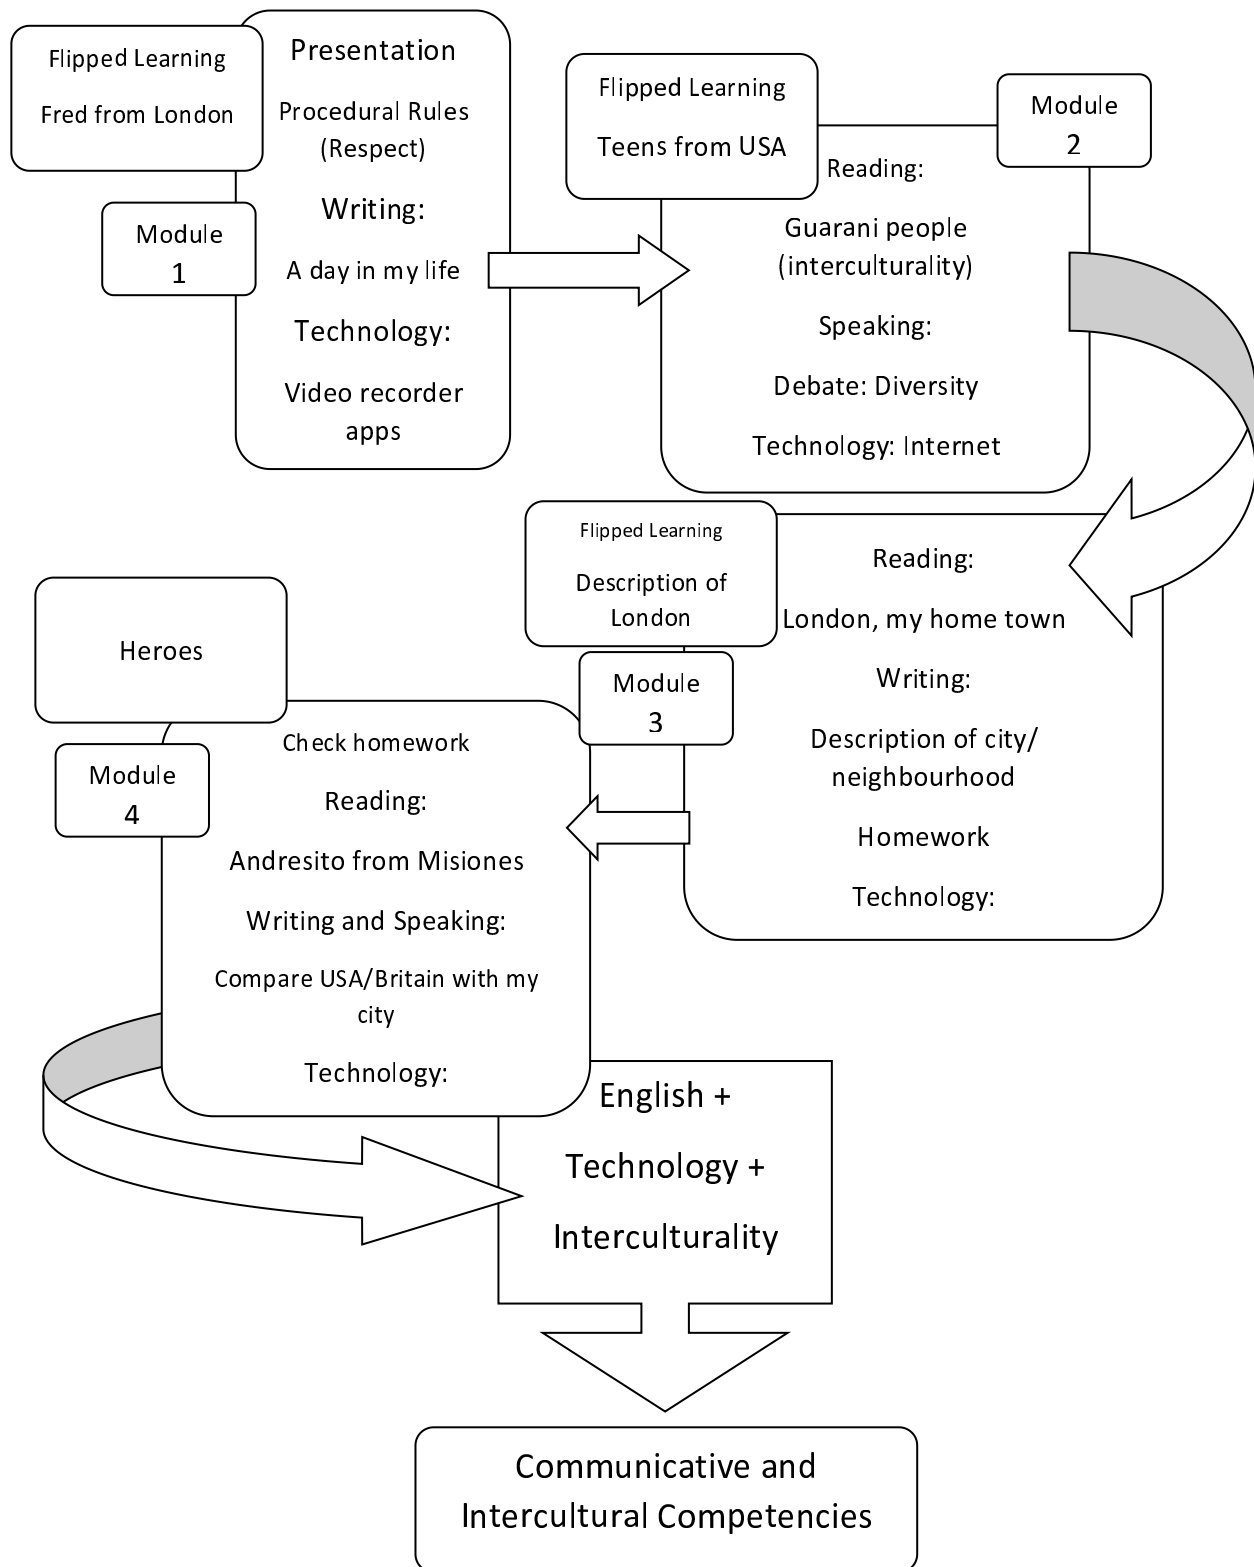 Flipped Learning
Fred from London
Module
1
Presentation
Procedural Rules
(Respect)
Writing:
A day in my life
Technology:
Video recorder
apps
Flipped Learning
Teens from USA
Module
2
Reading:
Guarani people
(interculturality)
Speaking:
Debate: Diversity
Technology: Internet
Flipped Learning
Description of
London
Module
3
Reading:
London, my home town
Writing:
Description of city/
neighbourhood
Homework
Technology:
Heroes
Module
4
Check homework
Reading:
Andresito from Misiones
Writing and Speaking:
Compare USA/Britain with my
city
Technology:
English +
Technology +
Interculturality
Communicative and
Intercultural Competencies